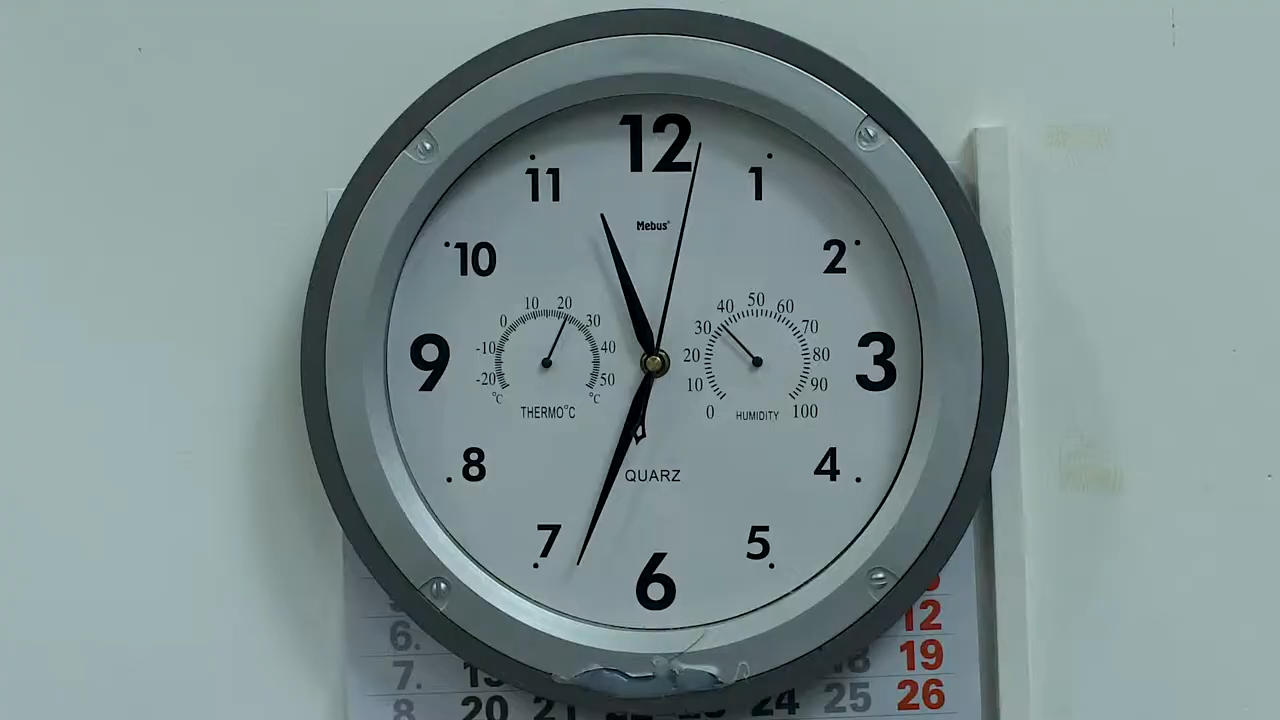 12
11 1
Mebus
10 2
10 20 30 40 50 60
0 30 70
-10 40 20 80
-20 50 10 90
°C °C 0 100
THERMO°C HUMIDITY
9 3
8 4
QUARZ
7 5
6
12
6.
7. 18 19
8 20 21 24 25 26